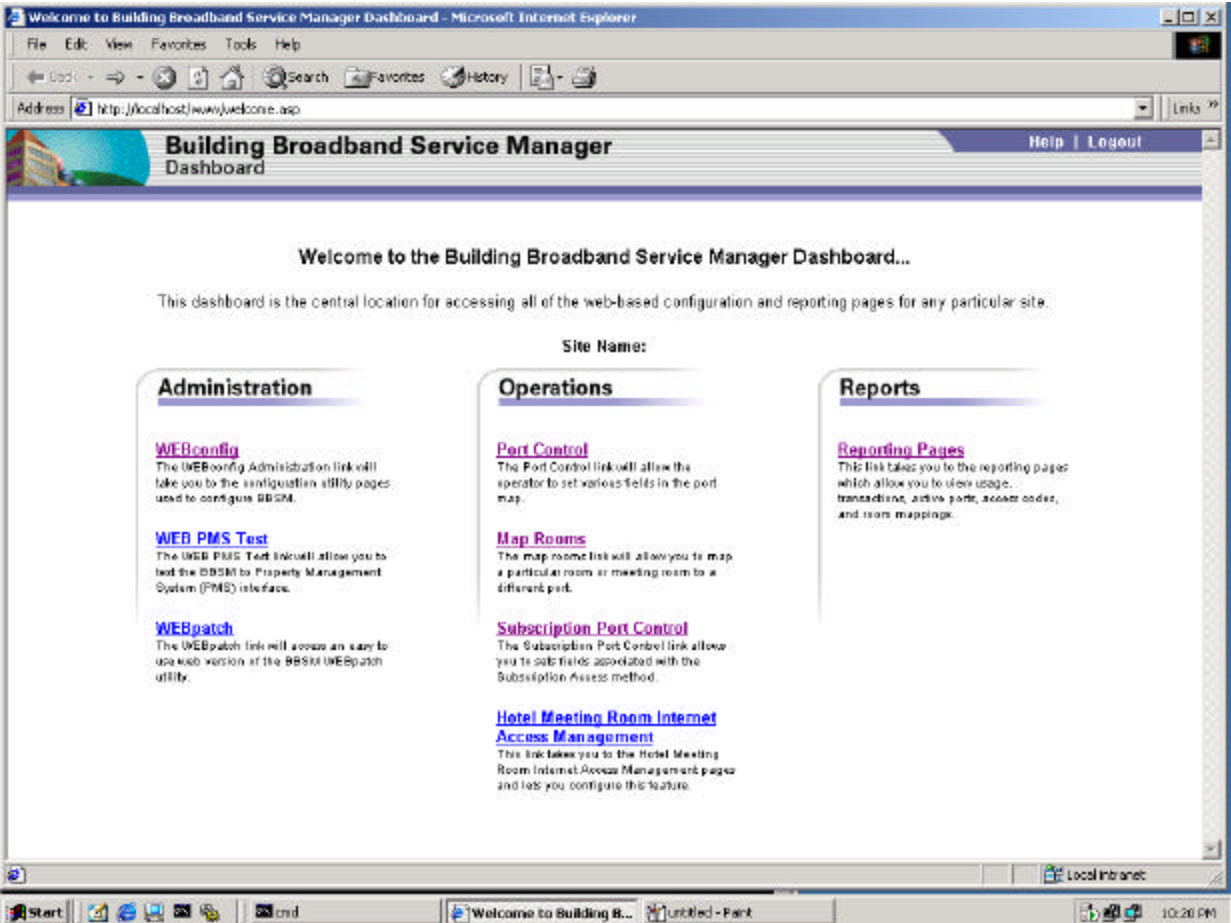 Welcome to Building Broadband Service Manager Dashboard - Microsoft Internet Explorer
File Edit View Favorites Tools Help
Back Search Favorites History
Address http://localhost/www/welcome.asp Links »
Building Broadband Service Manager
Dashboard
Help | Logout
Welcome to the Building Broadband Service Manager Dashboard...
This dashboard is the central location for accessing all of the web-based configuration and reporting pages for any particular site.
Site Name:
Administration
WEBconfig
The WEBconfig Administration link will
take you to the configuration utility pages
used to configure BBSM.
WEB PMS Test
The WEB PMS Test link will allow you to
test the BBSM to Property Management
System (PMS) interface.
WEBpatch
The WEBpatch link will access an easy to
use web version of the BBSM WEBpatch
utility.
Operations
Port Control
The Port Control link will allow the
operator to set various fields in the port
map.
Map Rooms
The map rooms link will allow you to map
a particular room or meeting room to a
different port.
Subscription Port Control
The Subscription Port Control link allows
you to sets fields associated with the
Subscription Access method.
Hotel Meeting Room Internet
Access Management
This link takes you to the Hotel Meeting
Room Internet Access Management pages
and lets you configure this feature.
Reports
Reporting Pages
This link takes you to the reporting pages
which allow you to view usage,
transactions, active ports, access codes,
and room mappings.
Local intranet
Start cmd Welcome to Building B... untitled - Paint 10:20 PM